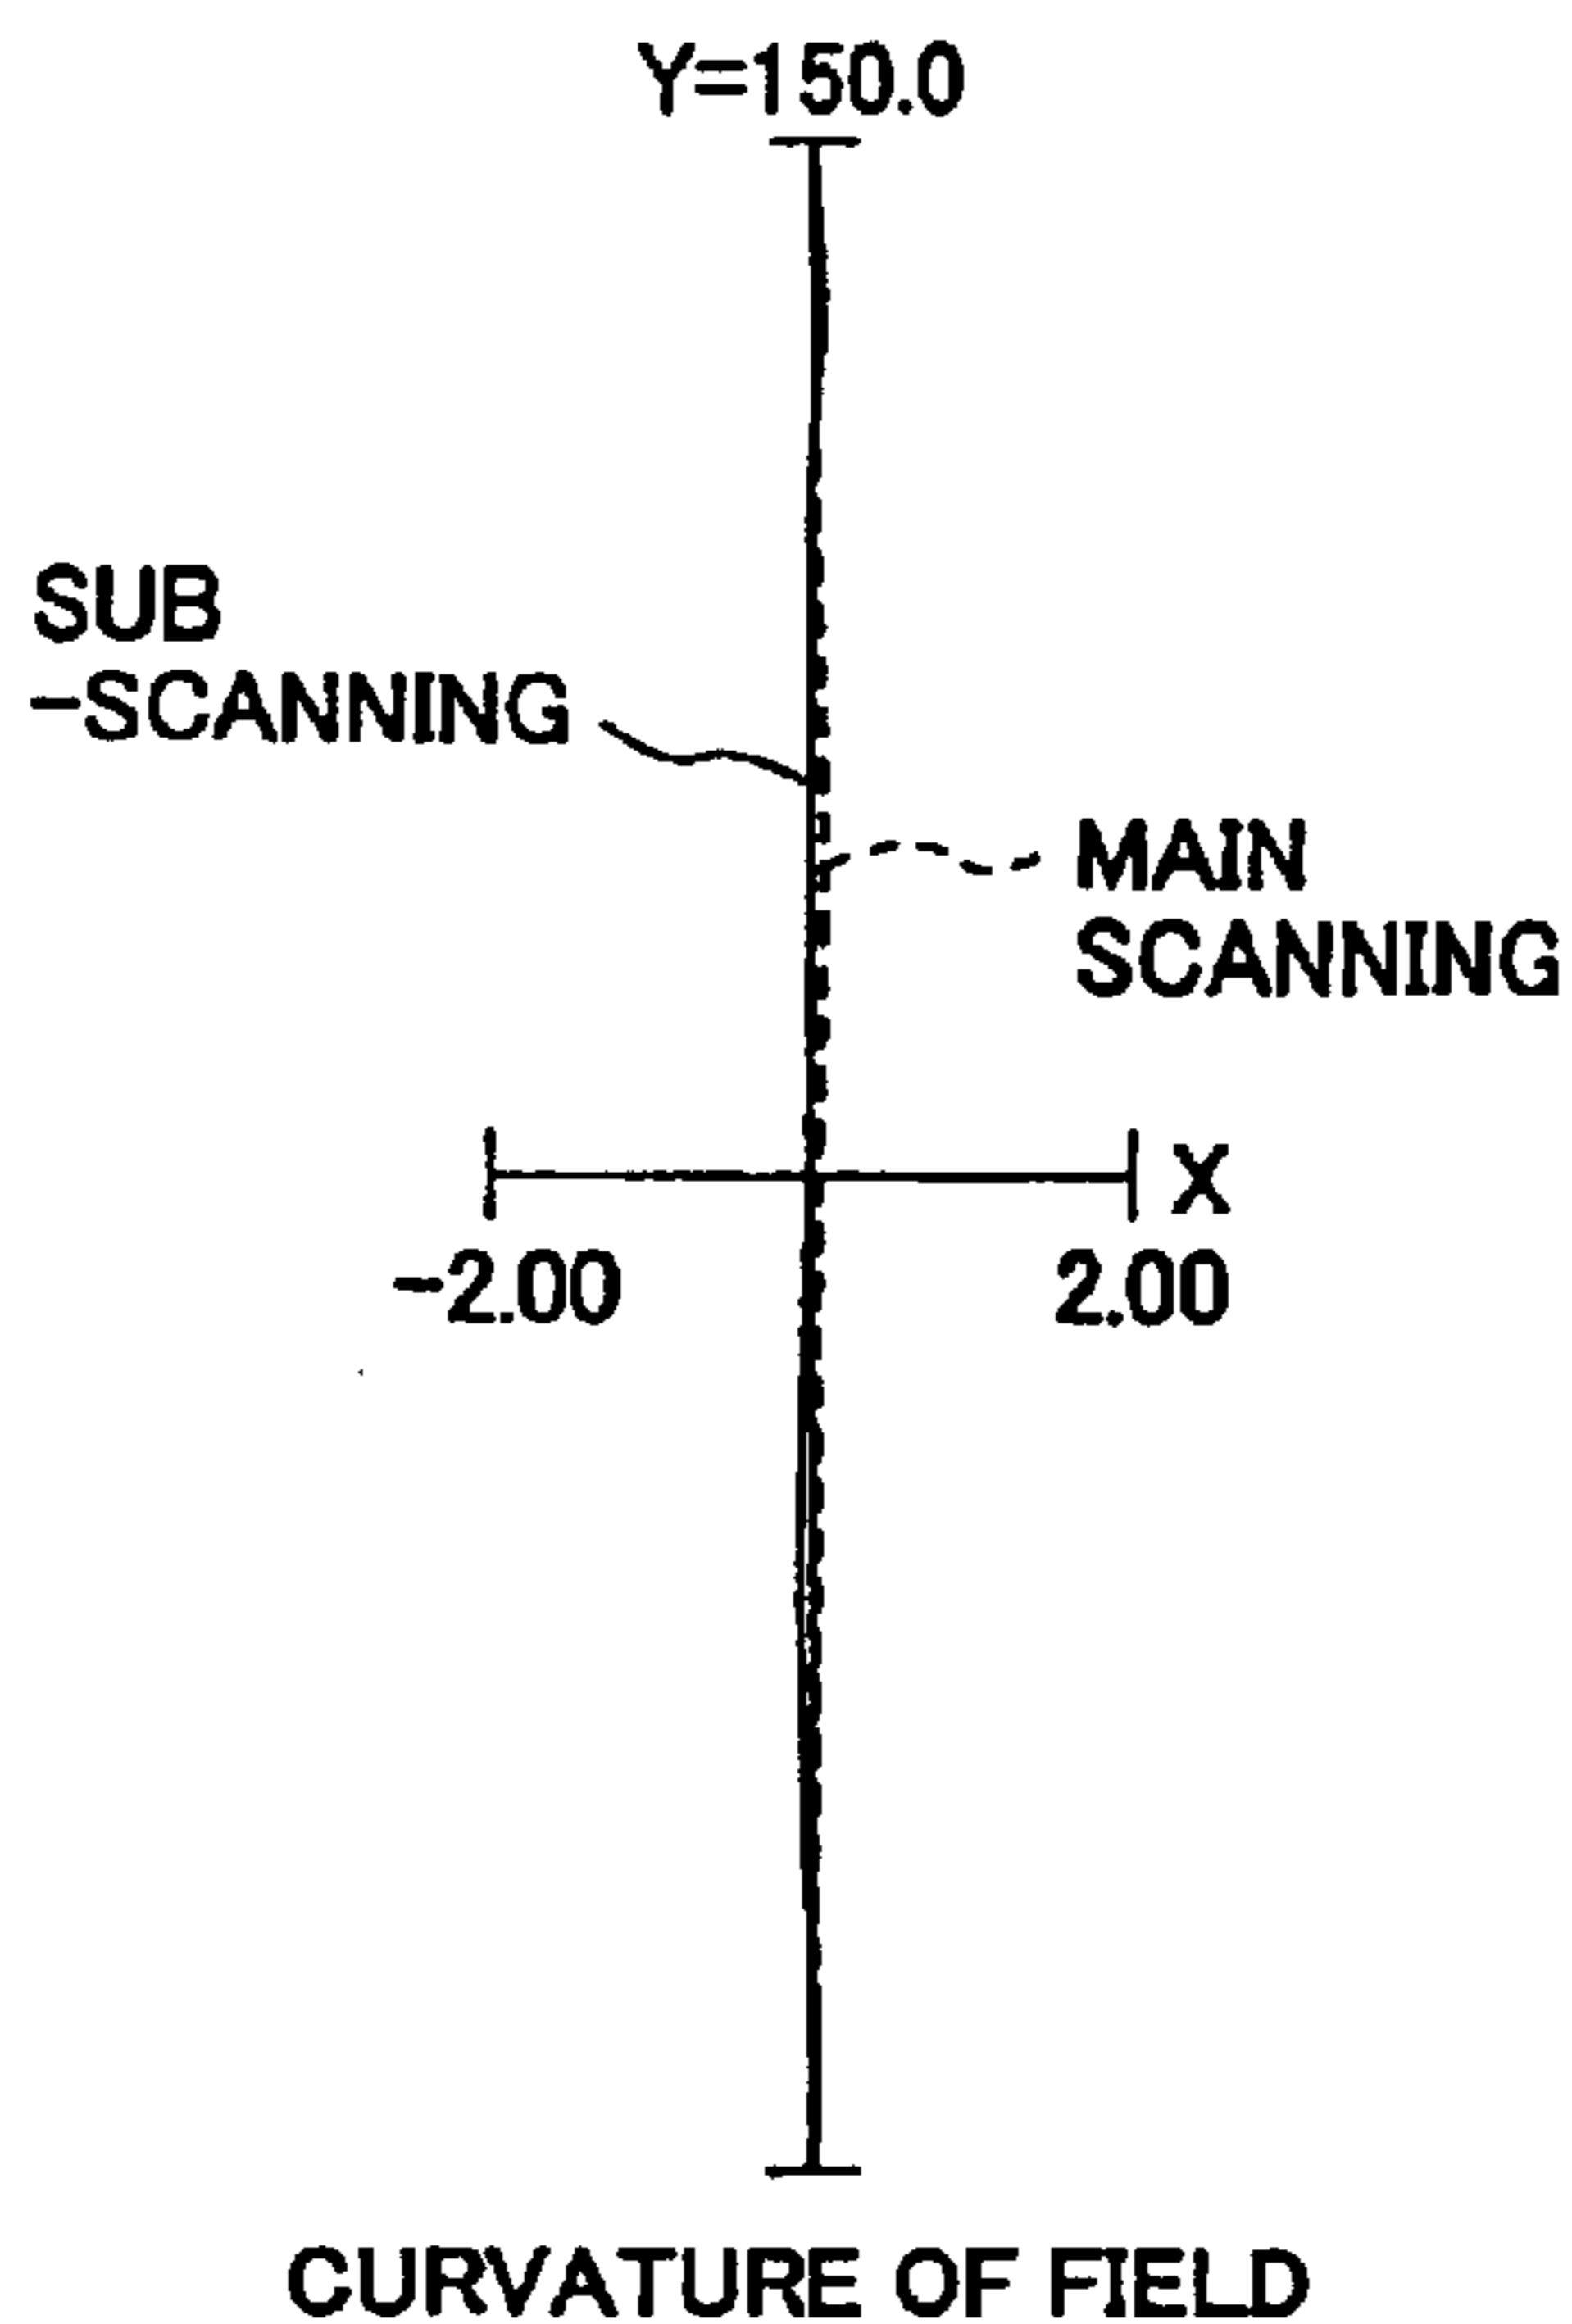 Y=150.0
SUB
-SCANNING
MAIN
SCANNING
X
-2.00
2.00
CURVATURE OF FIELD